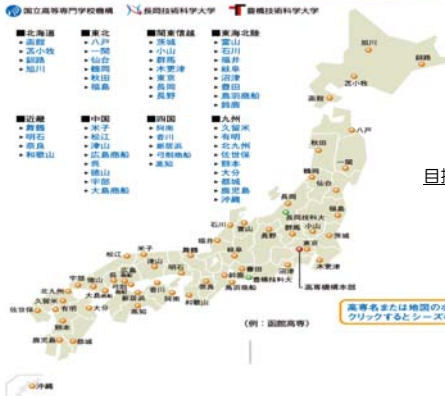 国立高等専門学校機構 長岡技術科学大学 豊橋技術科学大学
■北海道
函館
苫小牧
釧路
旭川
■東北
八戸
一関
仙台
鶴岡
秋田
福島
■関東信越
茨城
小山
群馬
木更津
東京
長岡
長野
■東海北陸
富山
石川
福井
岐阜
沼津
豊田
鳥羽商船
鈴鹿
■近畿
舞鶴
明石
奈良
和歌山
■中国
米子
松江
津山
広島商船
呉
徳山
宇部
大島商船
■四国
阿南
香川
新居浜
弓削商船
高知
■九州
久留米
有明
北九州
佐世保
熊本
大分
都城
鹿児島
沖縄
旭川
釧路
苫小牧
函館
八戸
秋田
一関
鶴岡
仙台
長岡
福島
長岡技術大
石川
富山
群馬
小山
長野
茨城
福井
東京
岐阜
木更津
沼津
豊田
豊橋技科大
鈴鹿
鳥羽商船
高専機構本部
松江
米子
舞鶴
津山
明石
奈良
和歌山
広島商船
呉
弓削商船
香川
阿南
新居浜
高知
宇部
徳山
大島商船
北九州
久留米
佐世保
有明
大分
熊本
鹿児島
都城
沖縄
(例:函館高専)
高専名または地図の
クリックするとシーズ